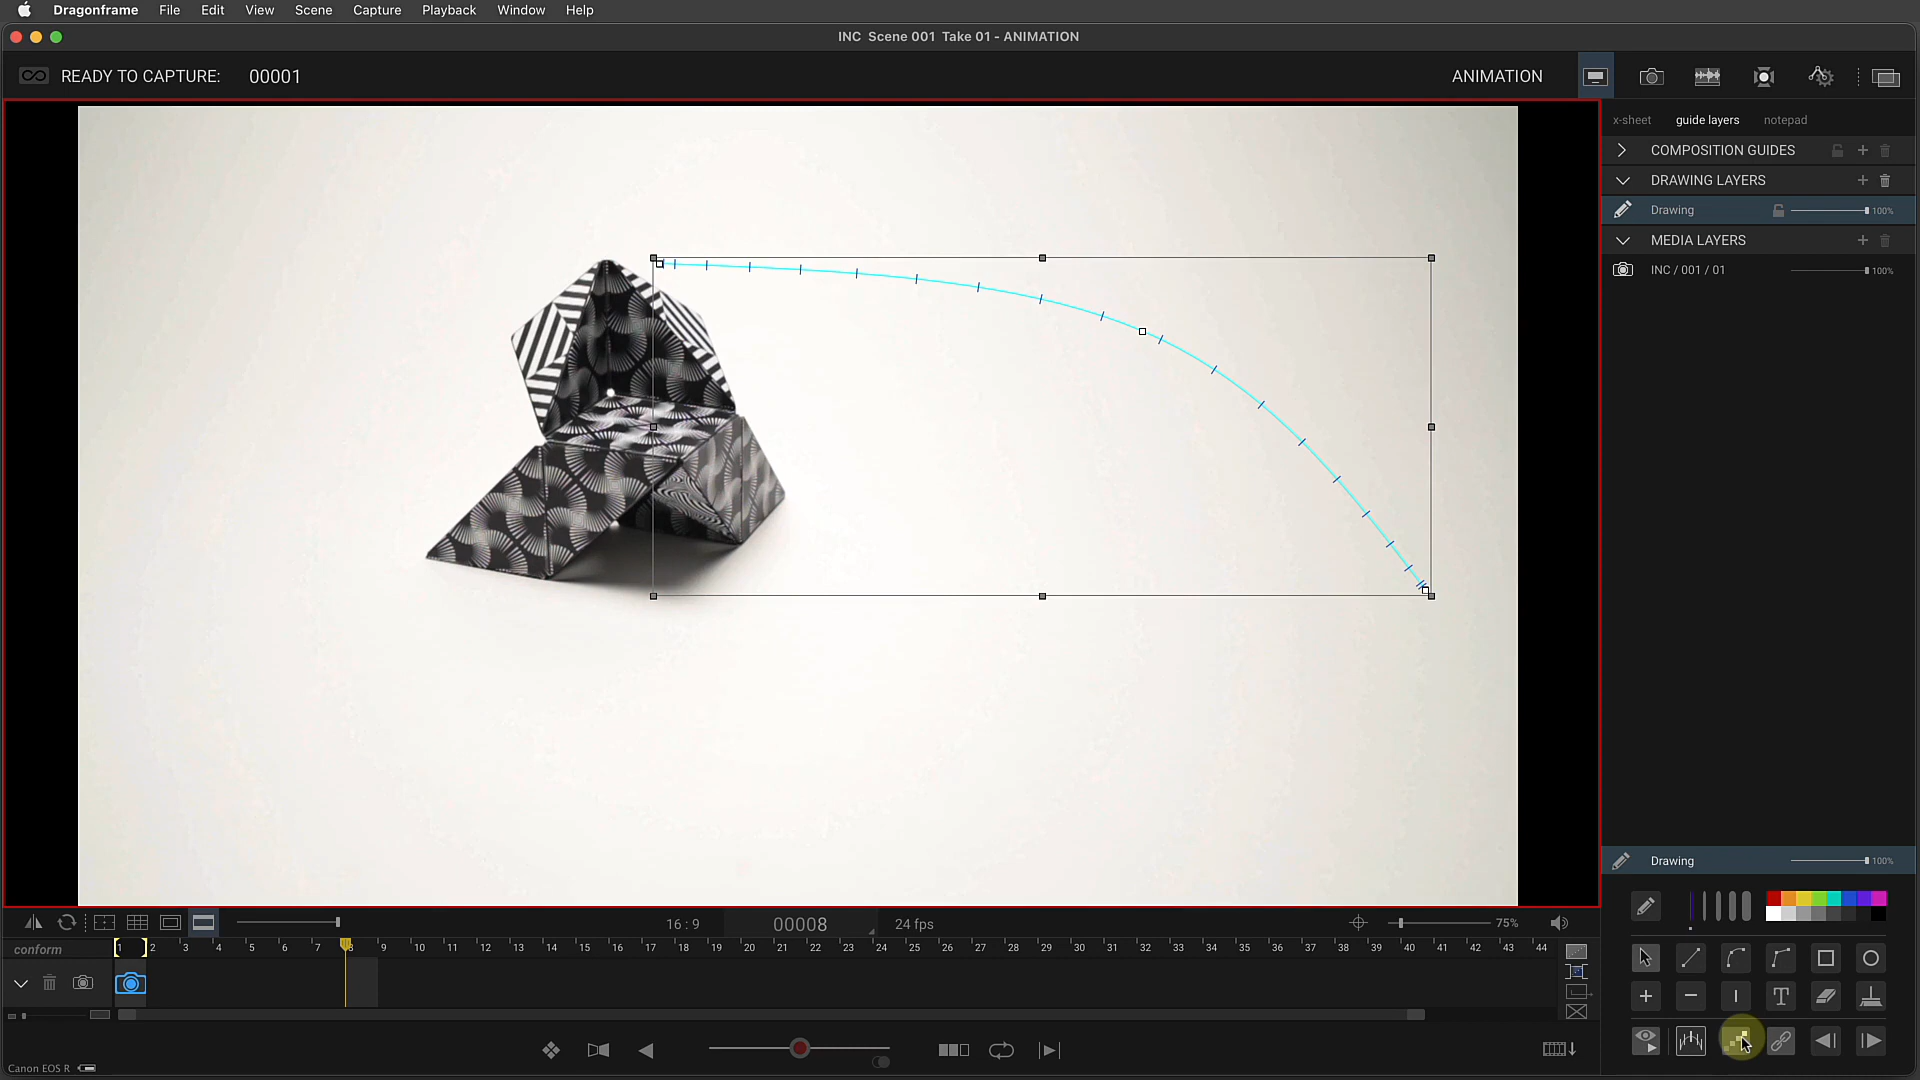 Dragonframe File Edit View Scene Capture Playback Window Help
INC Scene 001 Take 01 - ANIMATION
READY TO CAPTURE: 00001
ANIMATION
x-sheet guide layers notepad
COMPOSITION GUIDES
DRAWING LAYERS
Drawing 100%
MEDIA LAYERS
INC / 001 / 01 100%
Drawing 100%
16 : 9 00008 24 fps 75%
conform 1 2 3 4 5 6 7 8 9 10 11 12 13 14 15 16 17 18 19 20 21 22 23 24 25 26 27 28 29 30 31 32 33 34 35 36 37 38 39 40 41 42 43 44
T
Canon EOS R